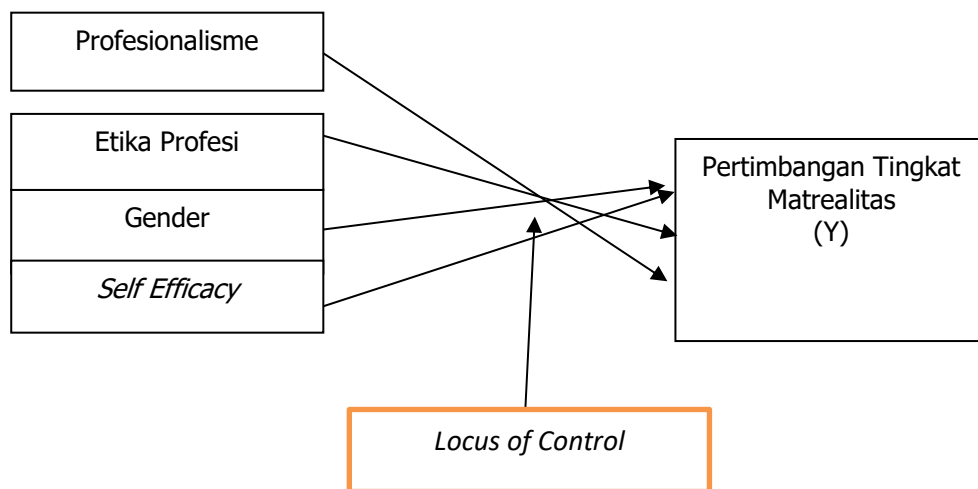 Profesionalisme
Etika Profesi
Gender
Self Efficacy
Pertimbangan Tingkat
Matrealitas
(Y)
Locus of Control